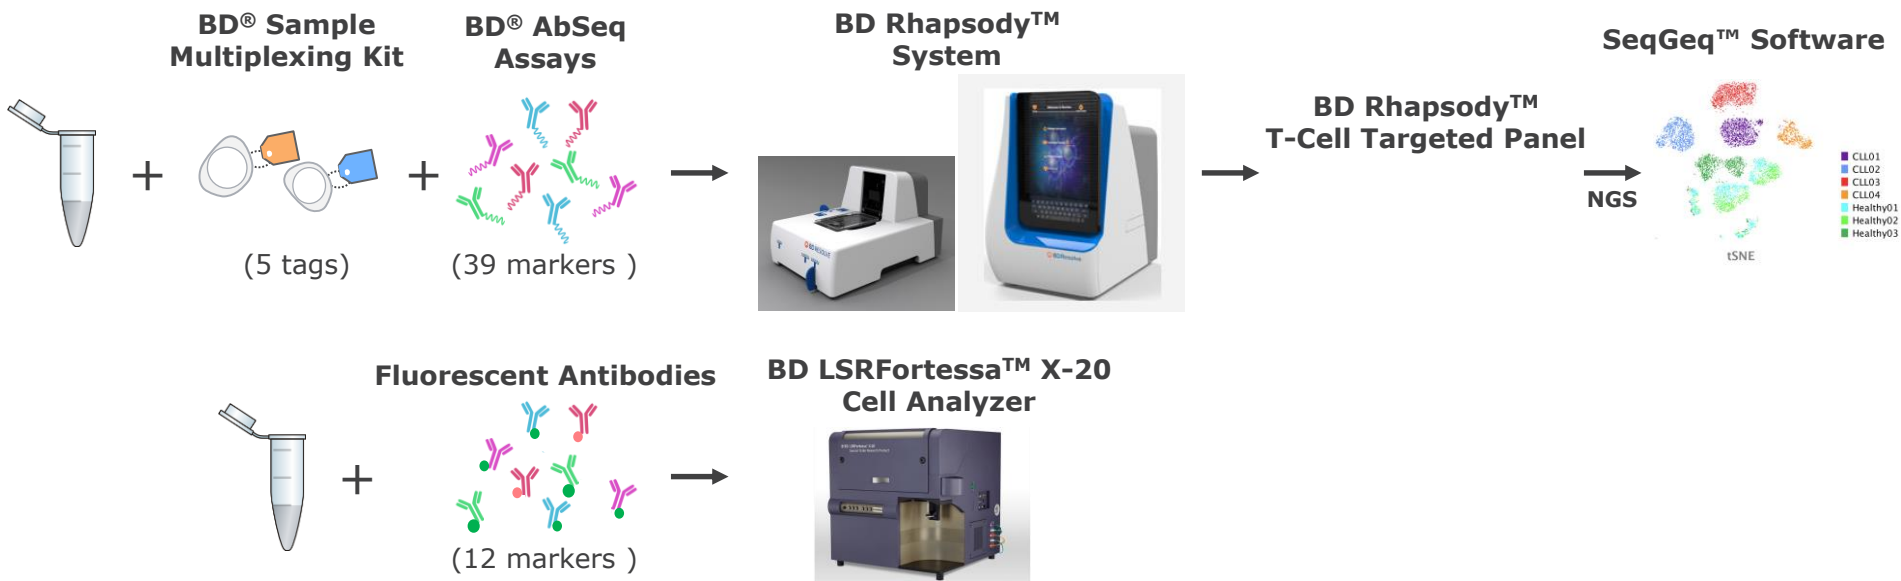 BD® Sample
Multiplexing Kit
(5 tags)
BD® AbSeq
Assays
(39 markers )
BD Rhapsody™
System
BD Rhapsody™
T-Cell Targeted Panel
NGS
SeqGeq™ Software
CLL01
CLL02
CLL03
CLL04
Healthy01
Healthy02
Healthy03
tSNE
Fluorescent Antibodies
(12 markers )
BD LSRFortessa™ X-20
Cell Analyzer